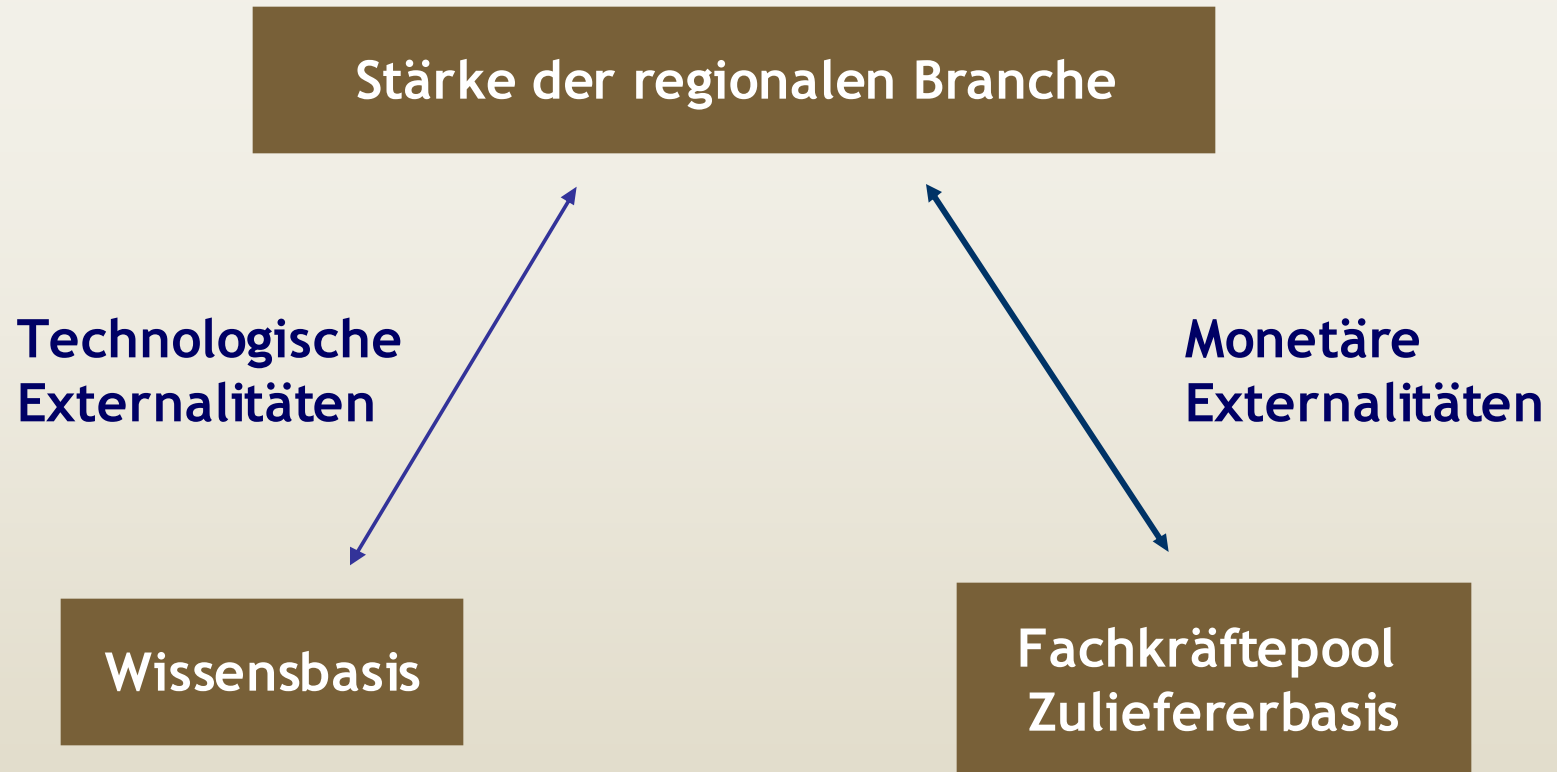 Stärke der regionalen Branche
Technologische
Externalitäten
Monetäre
Externalitäten
Wissensbasis
Fachkräftepool
Zuliefererbasis